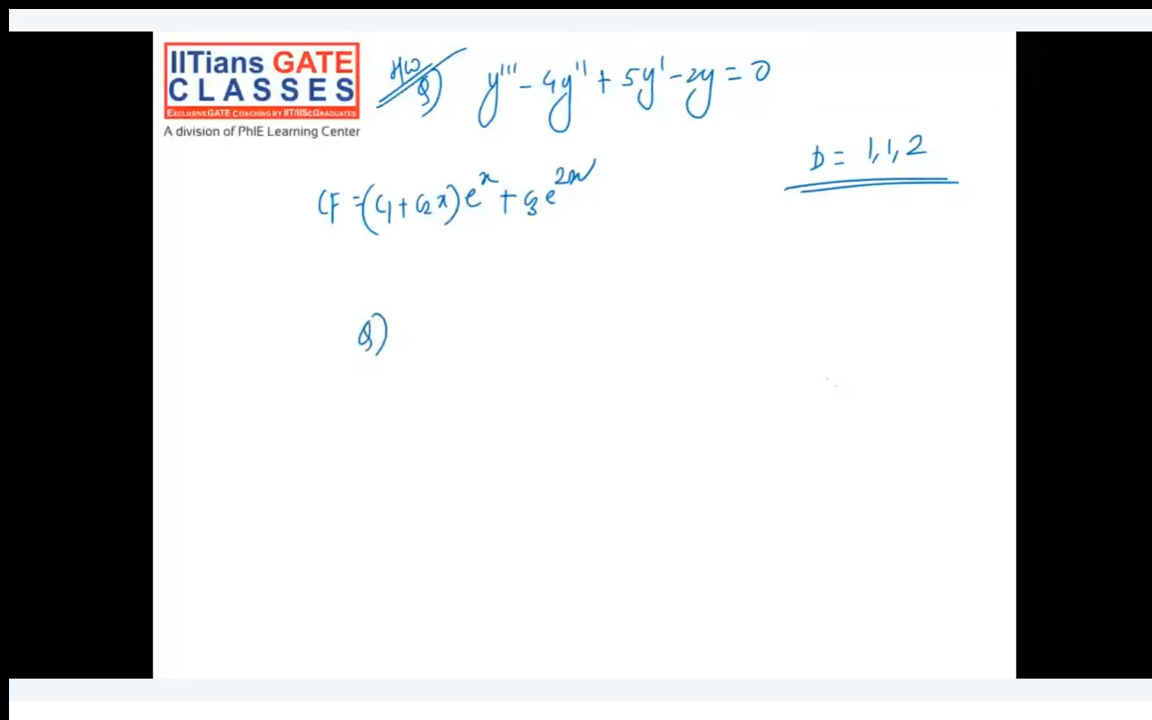 IITians GATE
CLASSES
EXCLUSIVE GATE COACHING BY IIT/IISc GRADUATES
A division of PhIE Learning Center
HW
Q) y''' - 4y'' + 5y' - 2y = 0
D = 1, 1, 2
CF = (c1 + c2x)e^x + c3e^2x
Q)